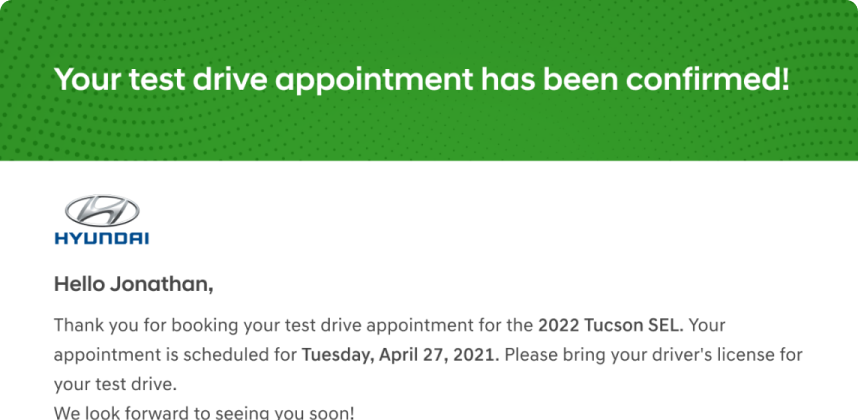 Your test drive appointment has been confirmed!
HYUNDAI
Hello Jonathan,
Thank you for booking your test drive appointment for the 2022 Tucson SEL. Your
appointment is scheduled for Tuesday, April 27, 2021. Please bring your driver's license for
your test drive.
We look forward to seeing you soon!